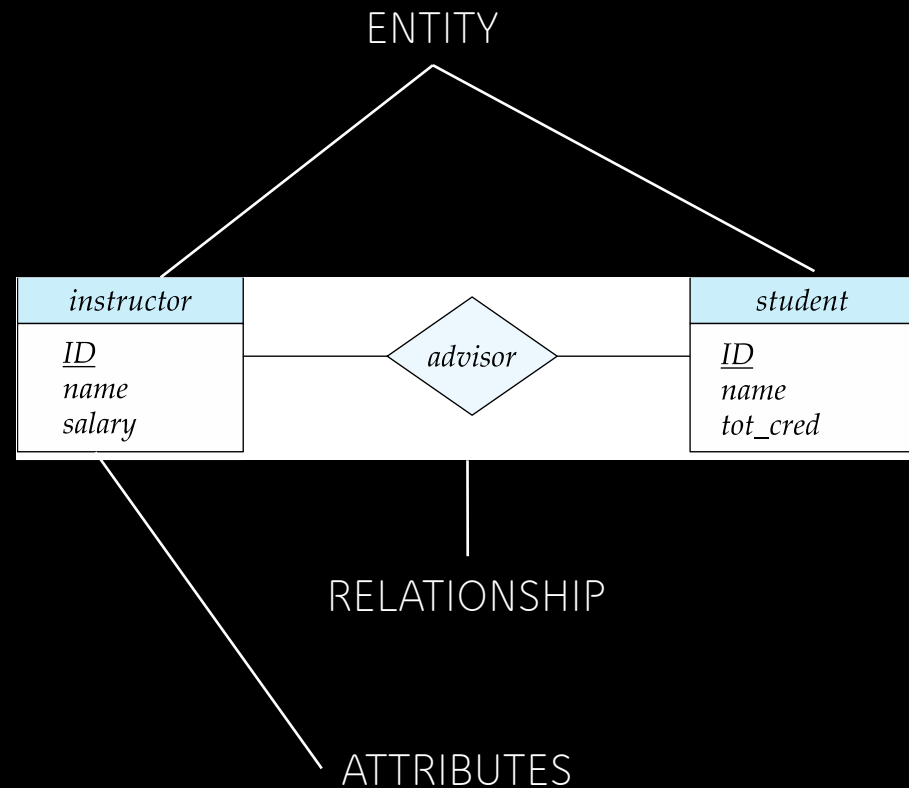 ENTITY
instructor
ID
name
salary
advisor
student
ID
name
tot_cred
RELATIONSHIP
ATTRIBUTES